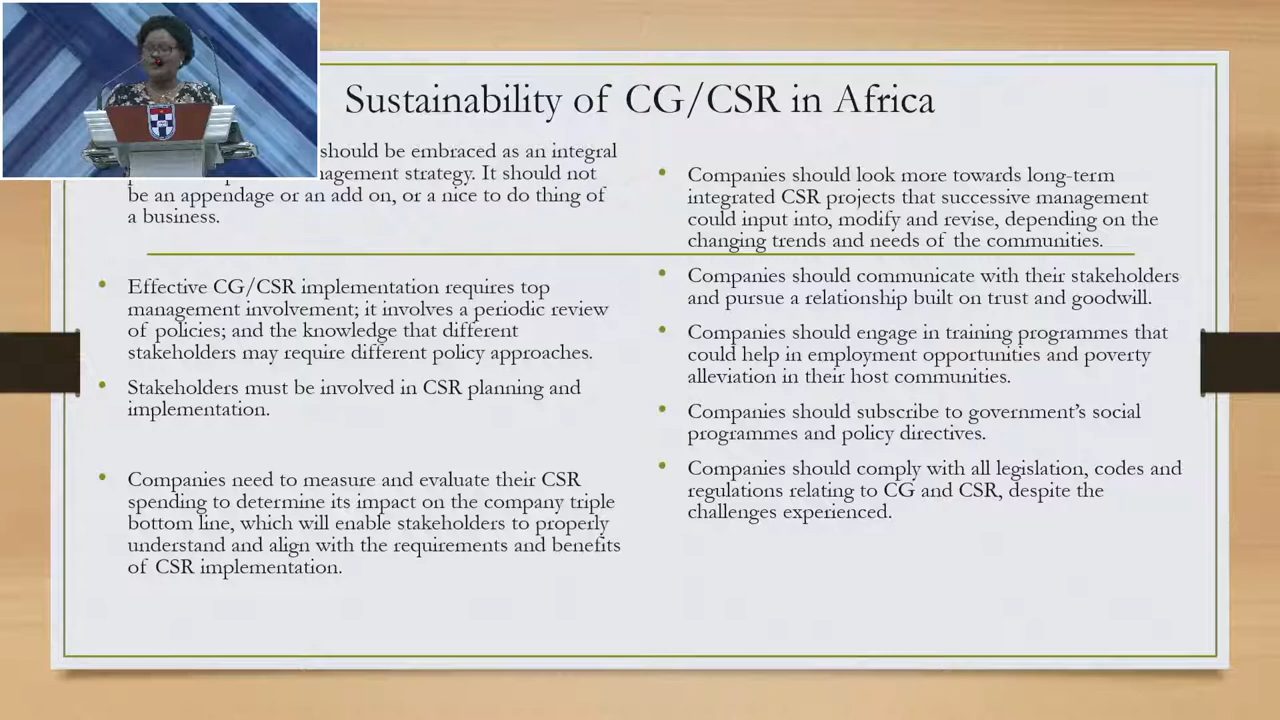 Sustainability of CG/CSR in Africa
should be embraced as an integral
management strategy. It should not
be an appendage or an add on, or a nice to do thing of
a business.
• Effective CG/CSR implementation requires top
management involvement; it involves a periodic review
of policies; and the knowledge that different
stakeholders may require different policy approaches.
• Stakeholders must be involved in CSR planning and
implementation.
• Companies need to measure and evaluate their CSR
spending to determine its impact on the company triple
bottom line, which will enable stakeholders to properly
understand and align with the requirements and benefits
of CSR implementation.
• Companies should look more towards long-term
integrated CSR projects that successive management
could input into, modify and revise, depending on the
changing trends and needs of the communities.
• Companies should communicate with their stakeholders
and pursue a relationship built on trust and goodwill.
• Companies should engage in training programmes that
could help in employment opportunities and poverty
alleviation in their host communities.
• Companies should subscribe to government’s social
programmes and policy directives.
• Companies should comply with all legislation, codes and
regulations relating to CG and CSR, despite the
challenges experienced.